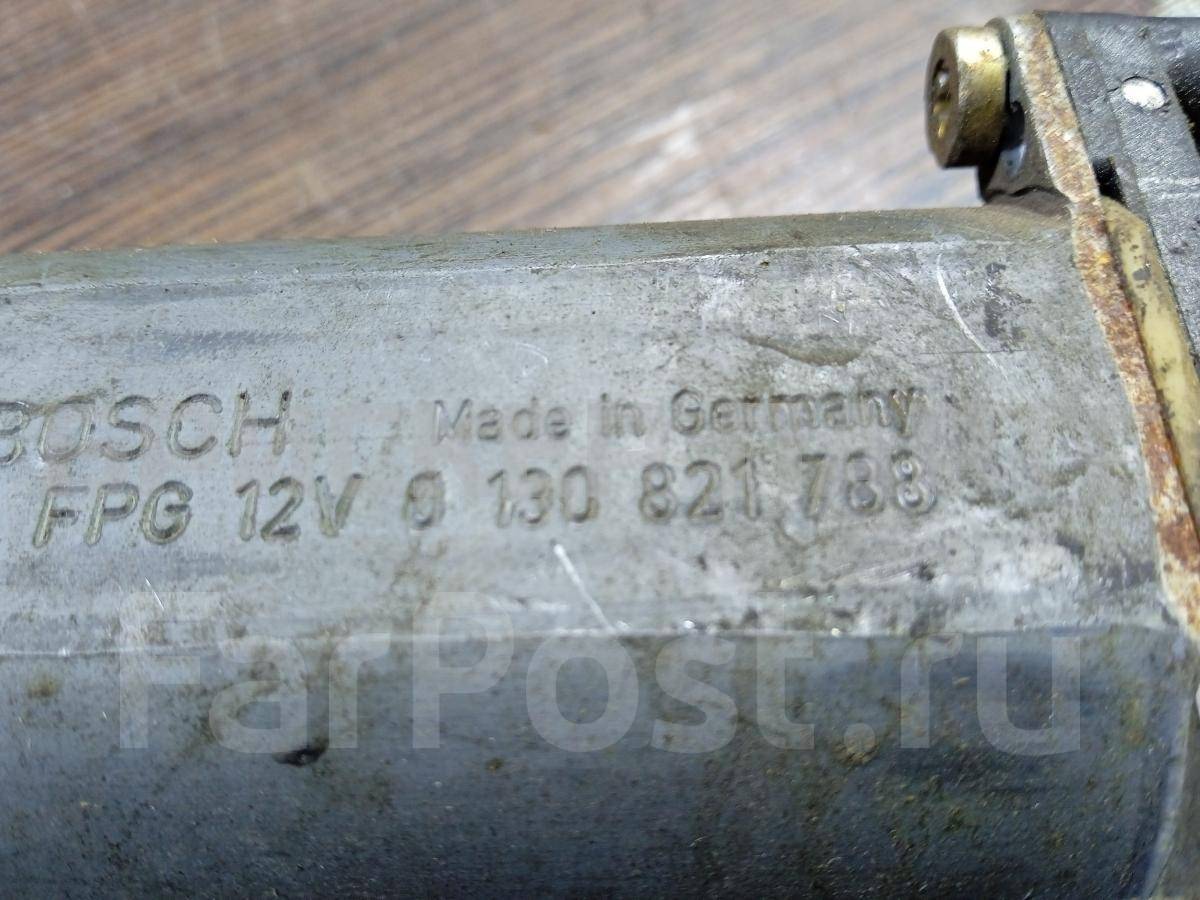 BOSCH Made in Germany
FPG 12V 0 130 821 788
FarPost.ru